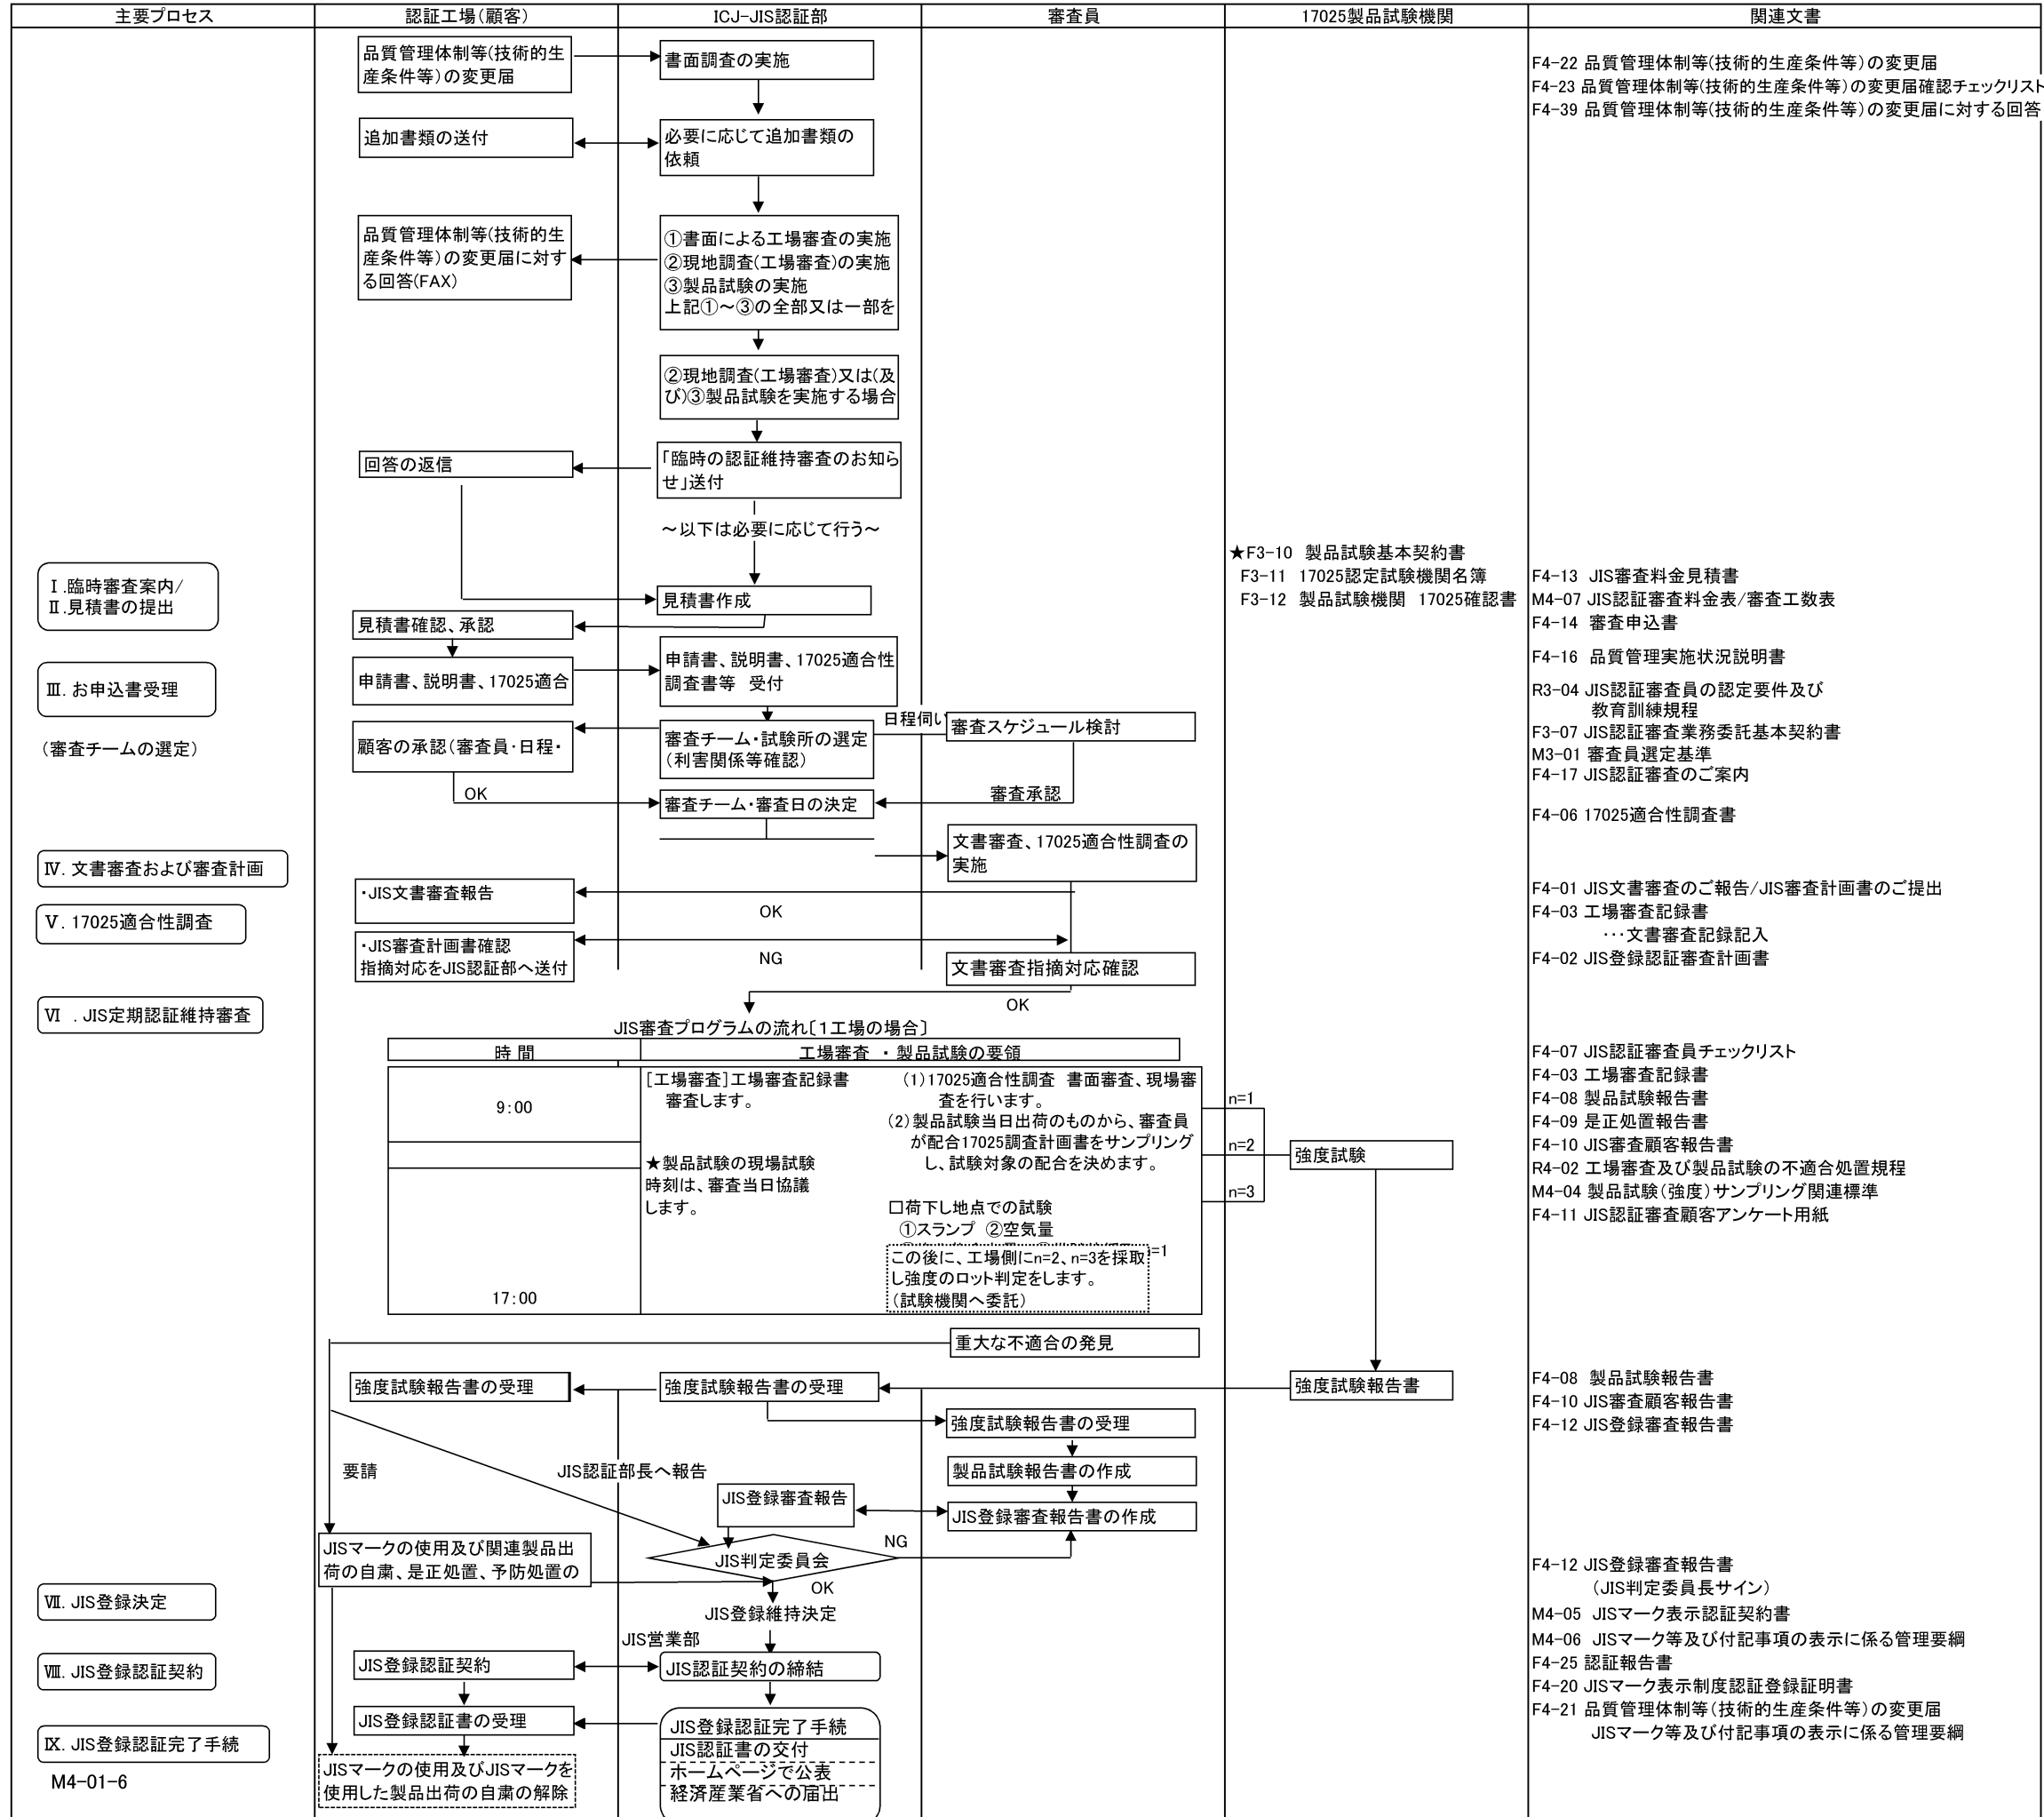 主要プロセス
認証工場(顧客)
ICJ-JIS認証部
審査員
17025製品試験機関
関連文書
品質管理体制等(技術的生
産条件等)の変更届
書面調査の実施
F4-22 品質管理体制等(技術的生産条件等)の変更届
F4-23 品質管理体制等(技術的生産条件等)の変更届確認チェックリスト
F4-39 品質管理体制等(技術的生産条件等)の変更届に対する回答
追加書類の送付
必要に応じて追加書類の
依頼
品質管理体制等(技術的生
産条件等)の変更届に対す
る回答(FAX)
①書面による工場審査の実施
②現地調査(工場審査)の実施
③製品試験の実施
上記①～③の全部又は一部を
②現地調査(工場審査)又は(及
び)③製品試験を実施する場合
回答の返信
「臨時の認証維持審査のお知ら
せ」送付
～以下は必要に応じて行う～
★F3-10 製品試験基本契約書
F3-11 17025認定試験機関名簿
F3-12 製品試験機関 17025確認書
Ⅰ.臨時審査案内/
Ⅱ.見積書の提出
見積書作成
F4-13 JIS審査料金見積書
M4-07 JIS認証審査料金表/審査工数表
F4-14 審査申込書
見積書確認、承認
Ⅲ. お申込書受理
申請書、説明書、17025適合
申請書、説明書、17025適合性
調査書等 受付
F4-16 品質管理実施状況説明書
R3-04 JIS認証審査員の認定要件及び
教育訓練規程
F3-07 JIS認証審査業務委託基本契約書
M3-01 審査員選定基準
F4-17 JIS認証審査のご案内
(審査チームの選定)
顧客の承認(審査員・日程・
審査チーム・試験所の選定
(利害関係等確認)
日程伺い
審査スケジュール検討
OK
審査チーム・審査日の決定
審査承認
F4-06 17025適合性調査書
文書審査、17025適合性調査の
実施
Ⅳ. 文書審査および審査計画
・JIS文書審査報告
OK
F4-01 JIS文書審査のご報告/JIS審査計画書のご提出
F4-03 工場審査記録書
・・・文書審査記録記入
F4-02 JIS登録認証審査計画書
Ⅴ. 17025適合性調査
・JIS審査計画書確認
指摘対応をJIS認証部へ送付
NG
文書審査指摘対応確認
OK
Ⅵ .JIS定期認証維持審査
JIS審査プログラムの流れ〔1工場の場合〕
時 間
工場審査 ・ 製品試験の要領
9:00
17:00
[工場審査]工場審査記録書
審査します。
★製品試験の現場試験
時刻は、審査当日協議
します。
(1)17025適合性調査 書面審査、現場審
査を行います。
(2)製品試験当日出荷のものから、審査員
が配合17025調査計画書をサンプリング
し、試験対象の配合を決めます。
□荷下し地点での試験
①スランプ ②空気量
=1
この後に、工場側にn=2、n=3を採取
し強度のロット判定をします。
(試験機関へ委託)
n=1
n=2
n=3
強度試験
F4-07 JIS認証審査員チェックリスト
F4-03 工場審査記録書
F4-08 製品試験報告書
F4-09 是正処置報告書
F4-10 JIS審査顧客報告書
R4-02 工場審査及び製品試験の不適合処置規程
M4-04 製品試験(強度)サンプリング関連標準
F4-11 JIS認証審査顧客アンケート用紙
重大な不適合の発見
強度試験報告書の受理
強度試験報告書の受理
強度試験報告書
F4-08 製品試験報告書
F4-10 JIS審査顧客報告書
F4-12 JIS登録審査報告書
強度試験報告書の受理
要請
JIS認証部長へ報告
製品試験報告書の作成
JIS登録審査報告
JIS登録審査報告書の作成
JISマークの使用及び関連製品出
荷の自粛、是正処置、予防処置の
JIS判定委員会
NG
OK
F4-12 JIS登録審査報告書
(JIS判定委員長サイン)
Ⅶ. JIS登録決定
JIS登録維持決定
M4-05 JISマーク表示認証契約書
M4-06 JISマーク等及び付記事項の表示に係る管理要綱
F4-25 認証報告書
F4-20 JISマーク表示制度認証登録証明書
F4-21 品質管理体制等(技術的生産条件等)の変更届
JISマーク等及び付記事項の表示に係る管理要綱
JIS営業部
Ⅷ. JIS登録認証契約
JIS登録認証契約
JIS認証契約の締結
JIS登録認証書の受理
JIS登録認証完了手続
JIS認証書の交付
ホームページで公表
経済産業省への届出
Ⅸ. JIS登録認証完了手続
JISマークの使用及びJISマークを
使用した製品出荷の自粛の解除
M4-01-6